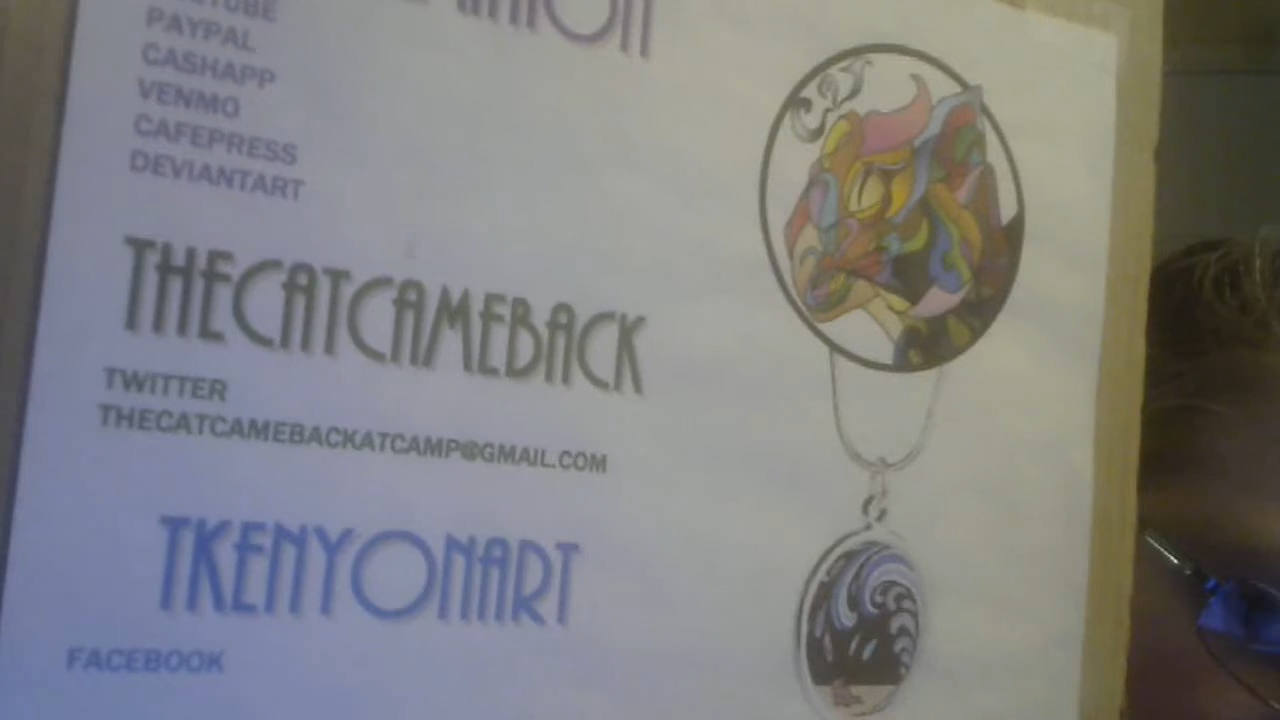 PAYPAL
CASHAPP
VENMO
CAFEPRESS
DEVIANTART
THECATCAMEBACK
TWITTER
THECATCAMEBACKATCAMP@GMAIL.COM
TKENYONART
FACEBOOK